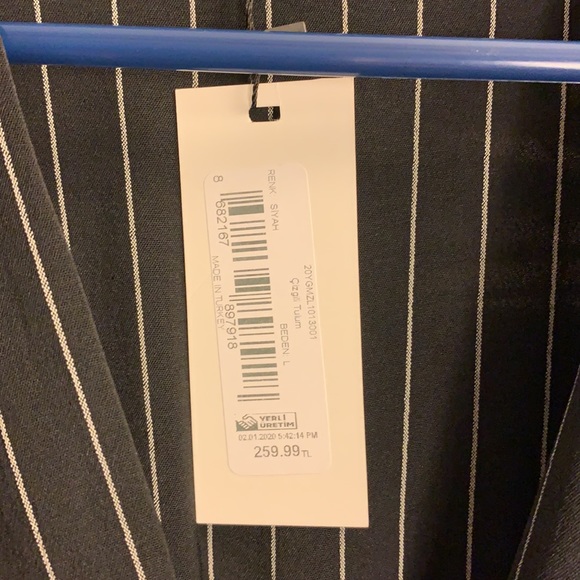 20YGMZL1013001
Çizgili Tulum
RENK SİYAH
BEDEN L
8 682167 897918
MADE IN TURKEY
YERLİ
ÜRETİM
02.01.2020 5:42:14 PM
259.99 TL